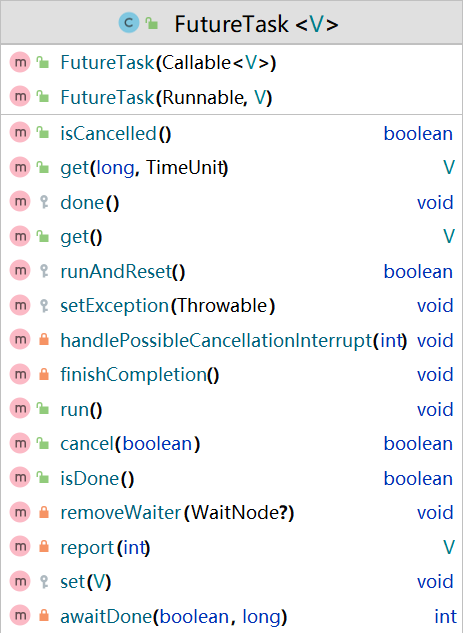 C FutureTask <V>
m FutureTask(Callable<V>)
m FutureTask(Runnable, V)
m isCancelled() boolean
m get(long, TimeUnit) V
m done() void
m get() V
m runAndReset() boolean
m setException(Throwable) void
m handlePossibleCancellationInterrupt(int) void
m finishCompletion() void
m run() void
m cancel(boolean) boolean
m isDone() boolean
m removeWaiter(WaitNode?) void
m report(int) V
m set(V) void
m awaitDone(boolean, long) int